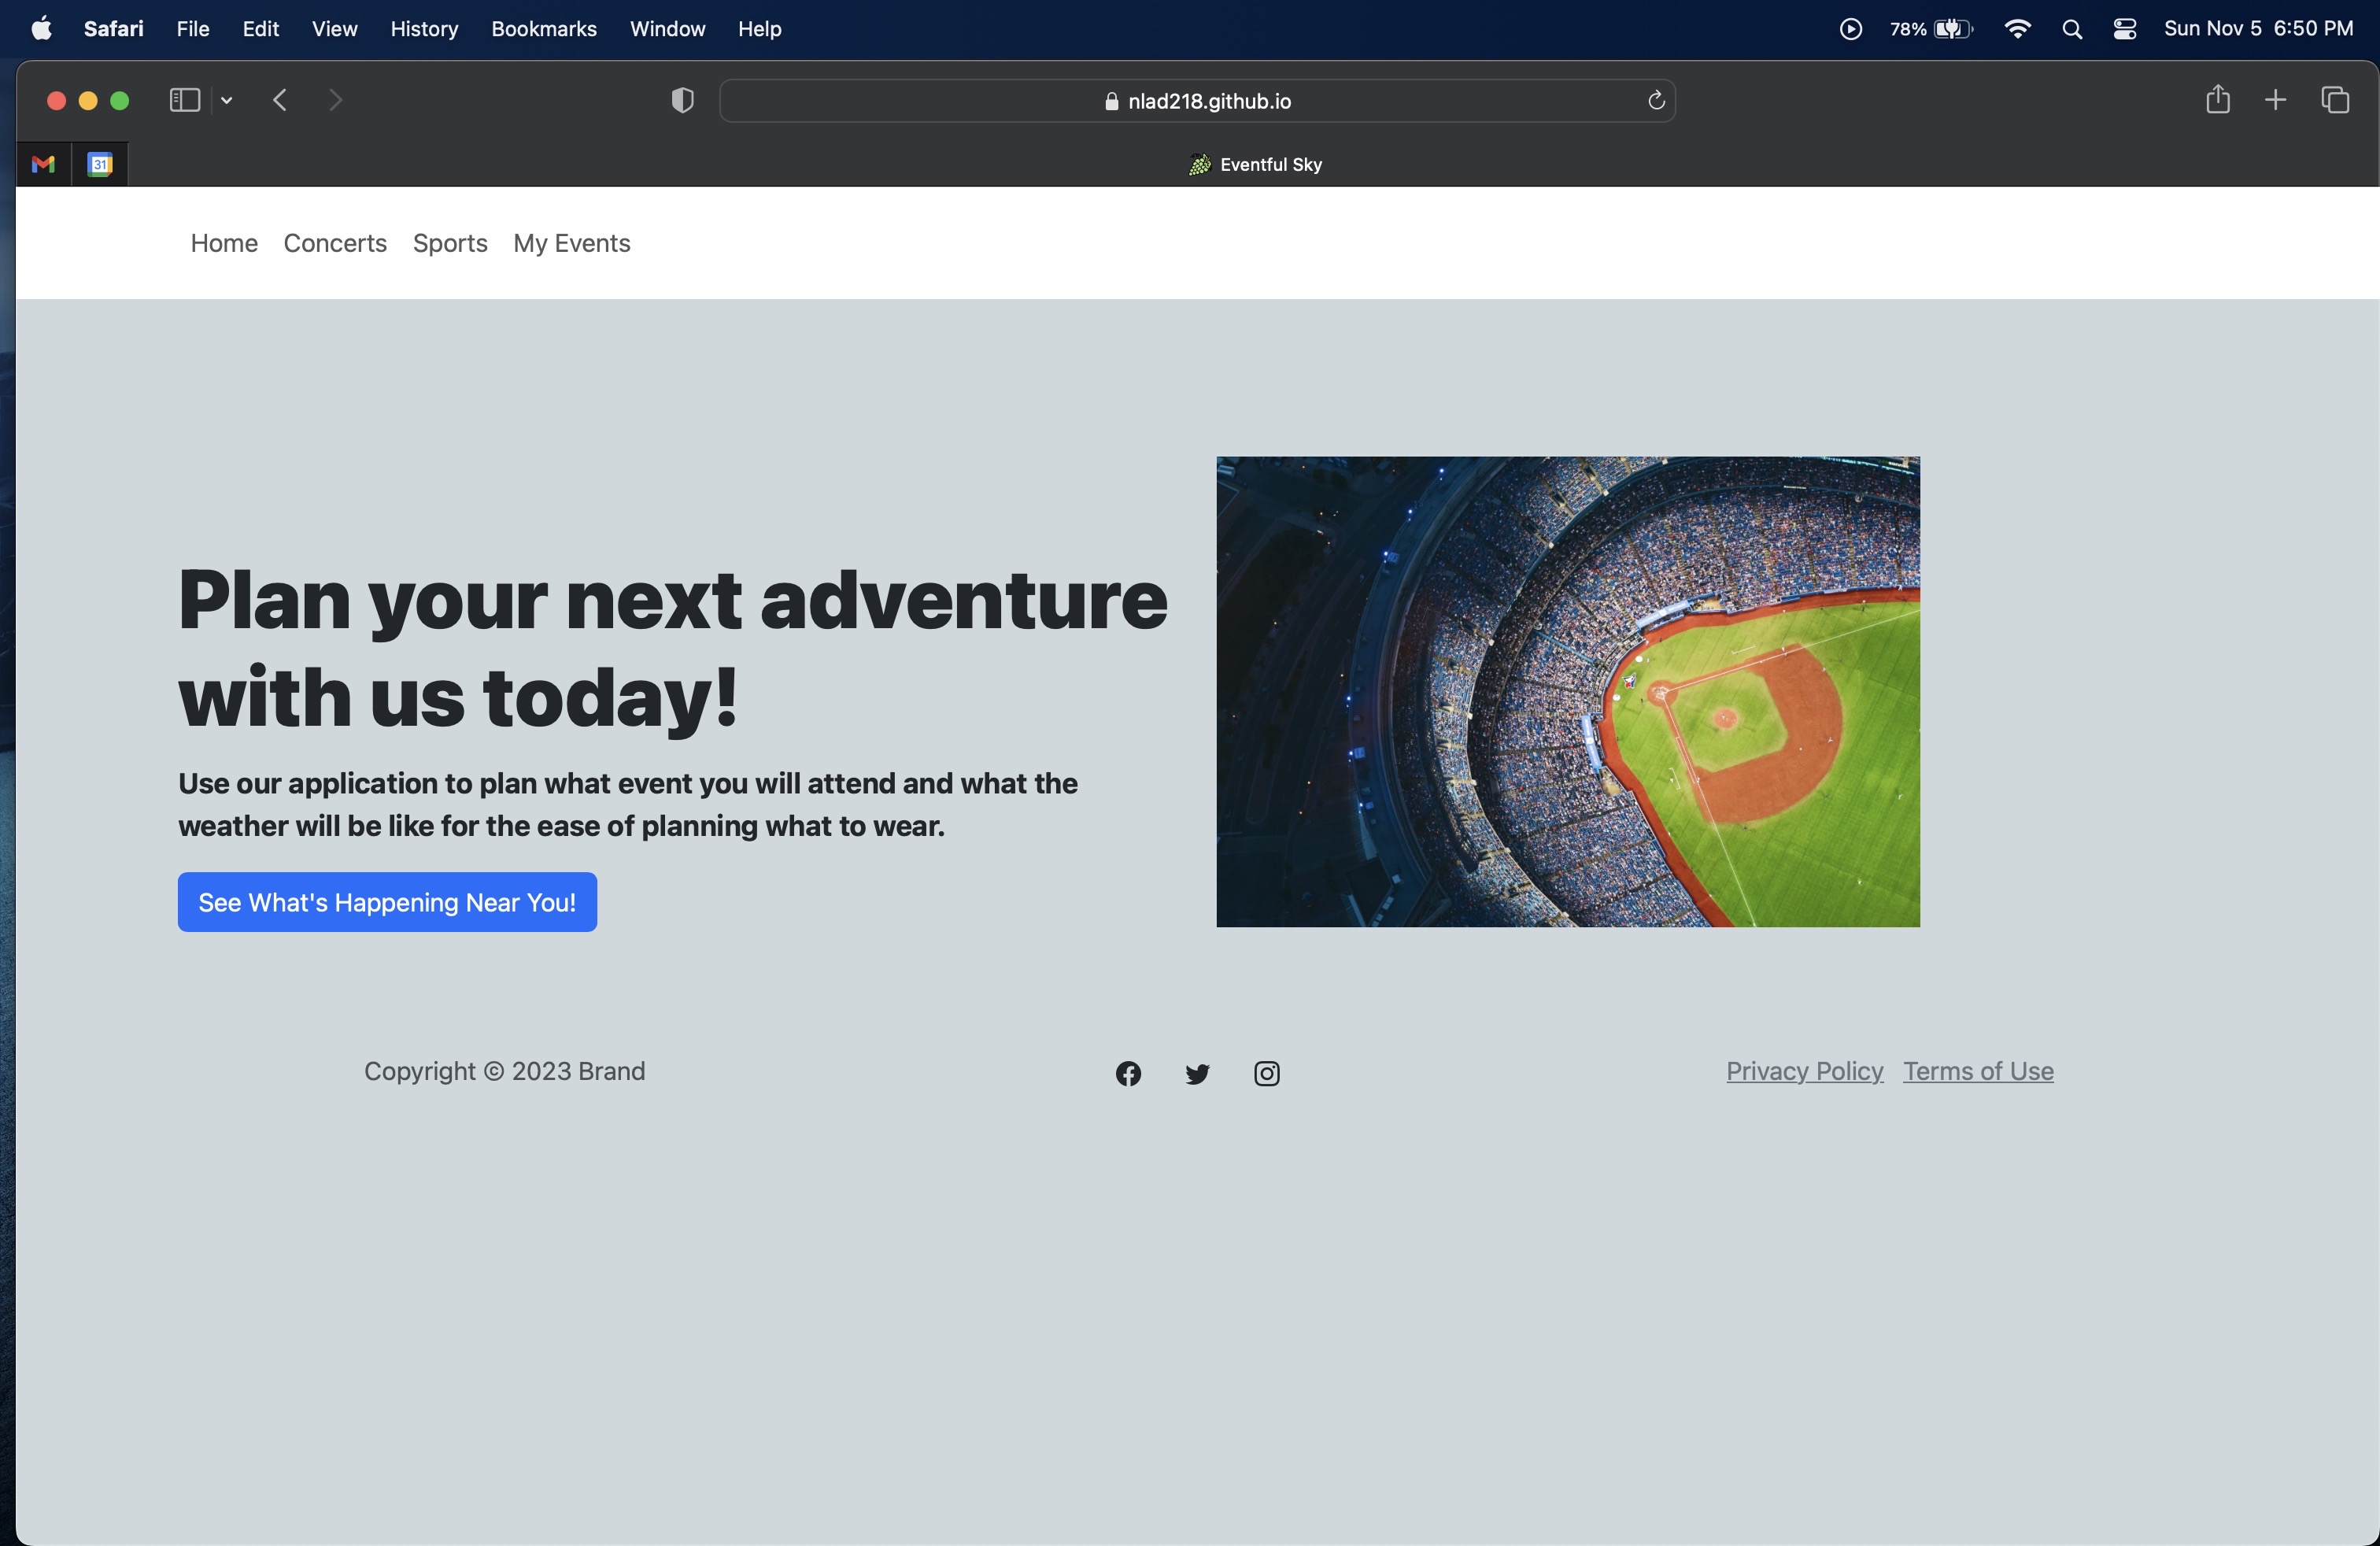 Safari File Edit View History Bookmarks Window Help 78% Sun Nov 5 6:50 PM
nlad218.github.io
31 Eventful Sky
Home Concerts Sports My Events
Plan your next adventure
with us today!
Use our application to plan what event you will attend and what the
weather will be like for the ease of planning what to wear.
See What's Happening Near You!
Copyright © 2023 Brand Privacy Policy Terms of Use